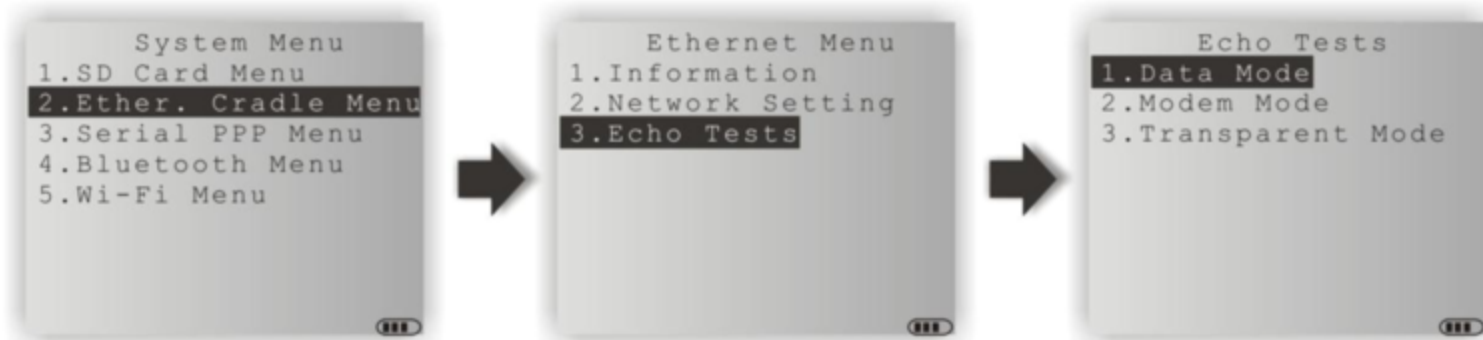 System Menu
1.SD Card Menu
2.Ether. Cradle Menu
3.Serial PPP Menu
4.Bluetooth Menu
5.Wi-Fi Menu
Ethernet Menu
1.Information
2.Network Setting
3.Echo Tests
Echo Tests
1.Data Mode
2.Modem Mode
3.Transparent Mode